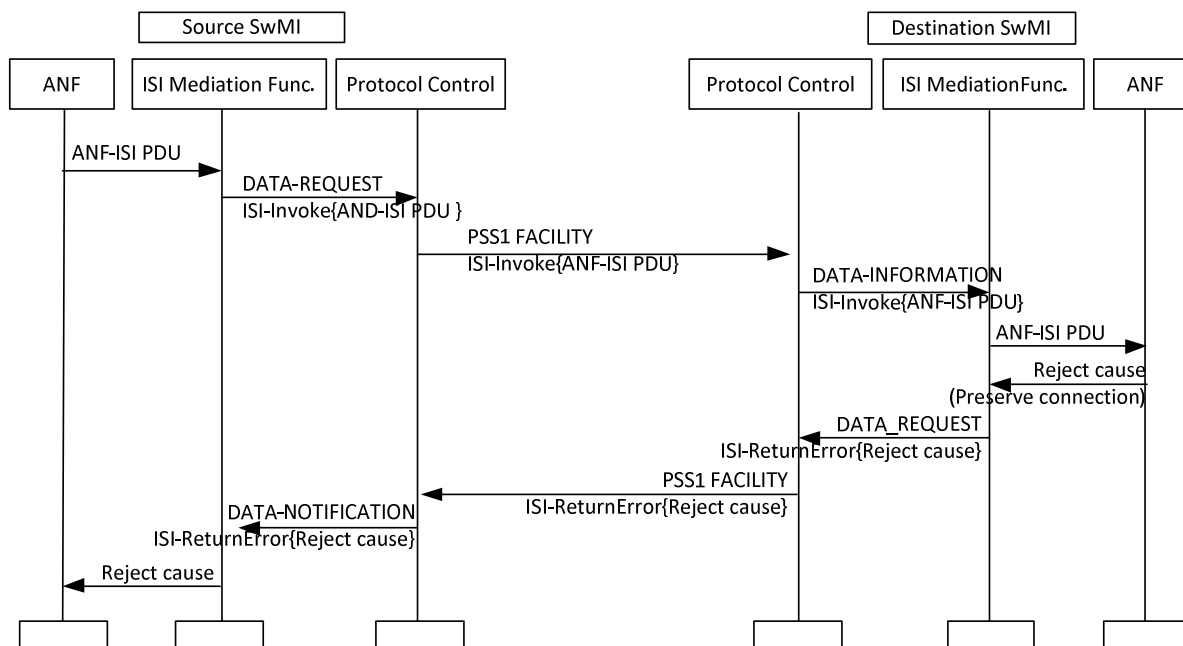 Source SwMI
Destination SwMI
ANF
ISI Mediation Func.
Protocol Control
Protocol Control
ISI MediationFunc.
ANF
ANF-ISI PDU
DATA-REQUEST
ISI-Invoke{AND-ISI PDU }
PSS1 FACILITY
ISI-Invoke{ANF-ISI PDU}
DATA-INFORMATION
ISI-Invoke{ANF-ISI PDU}
ANF-ISI PDU
Reject cause
(Preserve connection)
DATA_REQUEST
ISI-ReturnError{Reject cause}
PSS1 FACILITY
ISI-ReturnError{Reject cause}
DATA-NOTIFICATION
ISI-ReturnError{Reject cause}
Reject cause